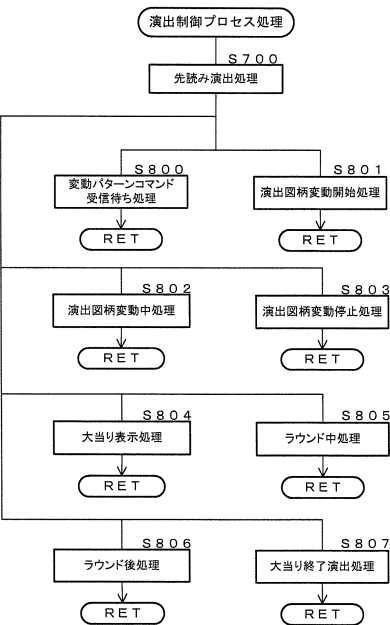 演出制御プロセス処理
S700
先読み演出処理
S800
変動パターンコマンド
受信待ち処理
RET
S801
演出図柄変動開始処理
RET
S802
演出図柄変動中処理
RET
S803
演出図柄変動停止処理
RET
S804
大当り表示処理
RET
S805
ラウンド中処理
RET
S806
ラウンド後処理
RET
S807
大当り終了演出処理
RET